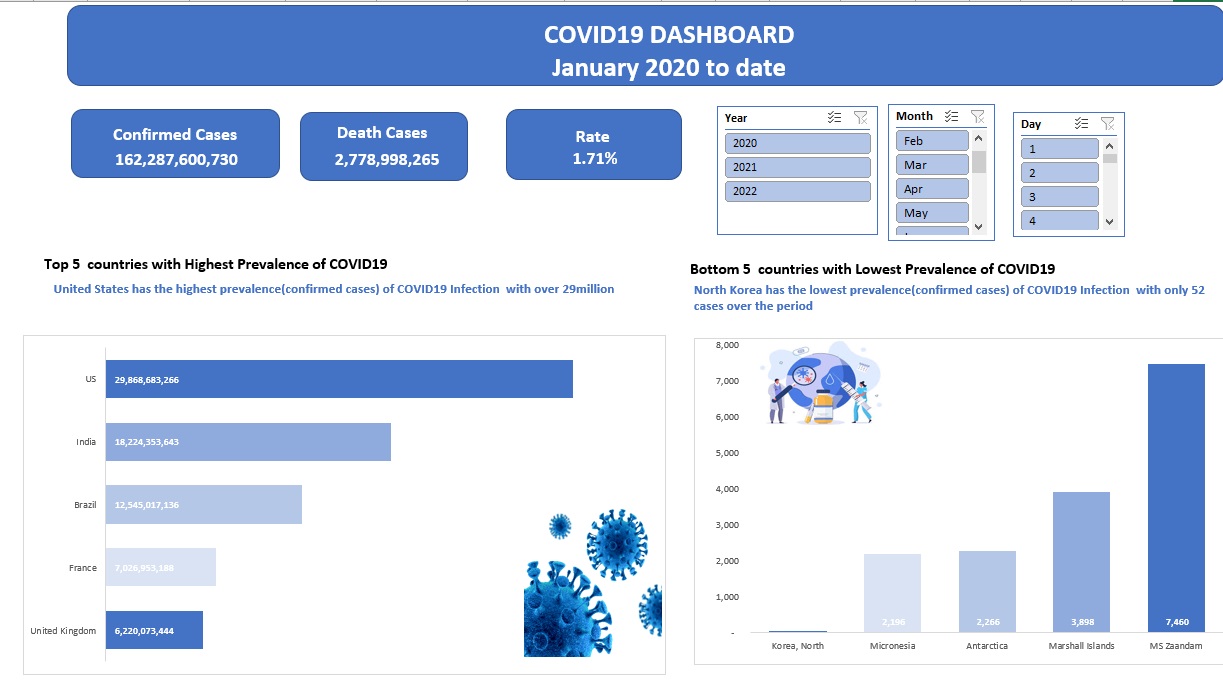 COVID19 DASHBOARD
January 2020 to date
Confirmed Cases
162,287,600,730
Death Cases
2,778,998,265
Rate
1.71%
Year
2020
2021
2022
Month
Feb
Mar
Apr
May
Day
1
2
3
4
Top 5 countries with Highest Prevalence of COVID19
United States has the highest prevalence(confirmed cases) of COVID19 Infection with over 29million
US
29,868,683,266
India
18,224,353,643
Brazil
12,545,017,136
France
7,026,953,188
United Kingdom
6,220,073,444
Bottom 5 countries with Lowest Prevalence of COVID19
North Korea has the lowest prevalence(confirmed cases) of COVID19 Infection with only 52
cases over the period
8,000
7,000
6,000
5,000
4,000
3,000
2,000
1,000
-
2,196
2,266
3,898
7,460
Korea, North
Micronesia
Antarctica
Marshall Islands
MS Zaandam